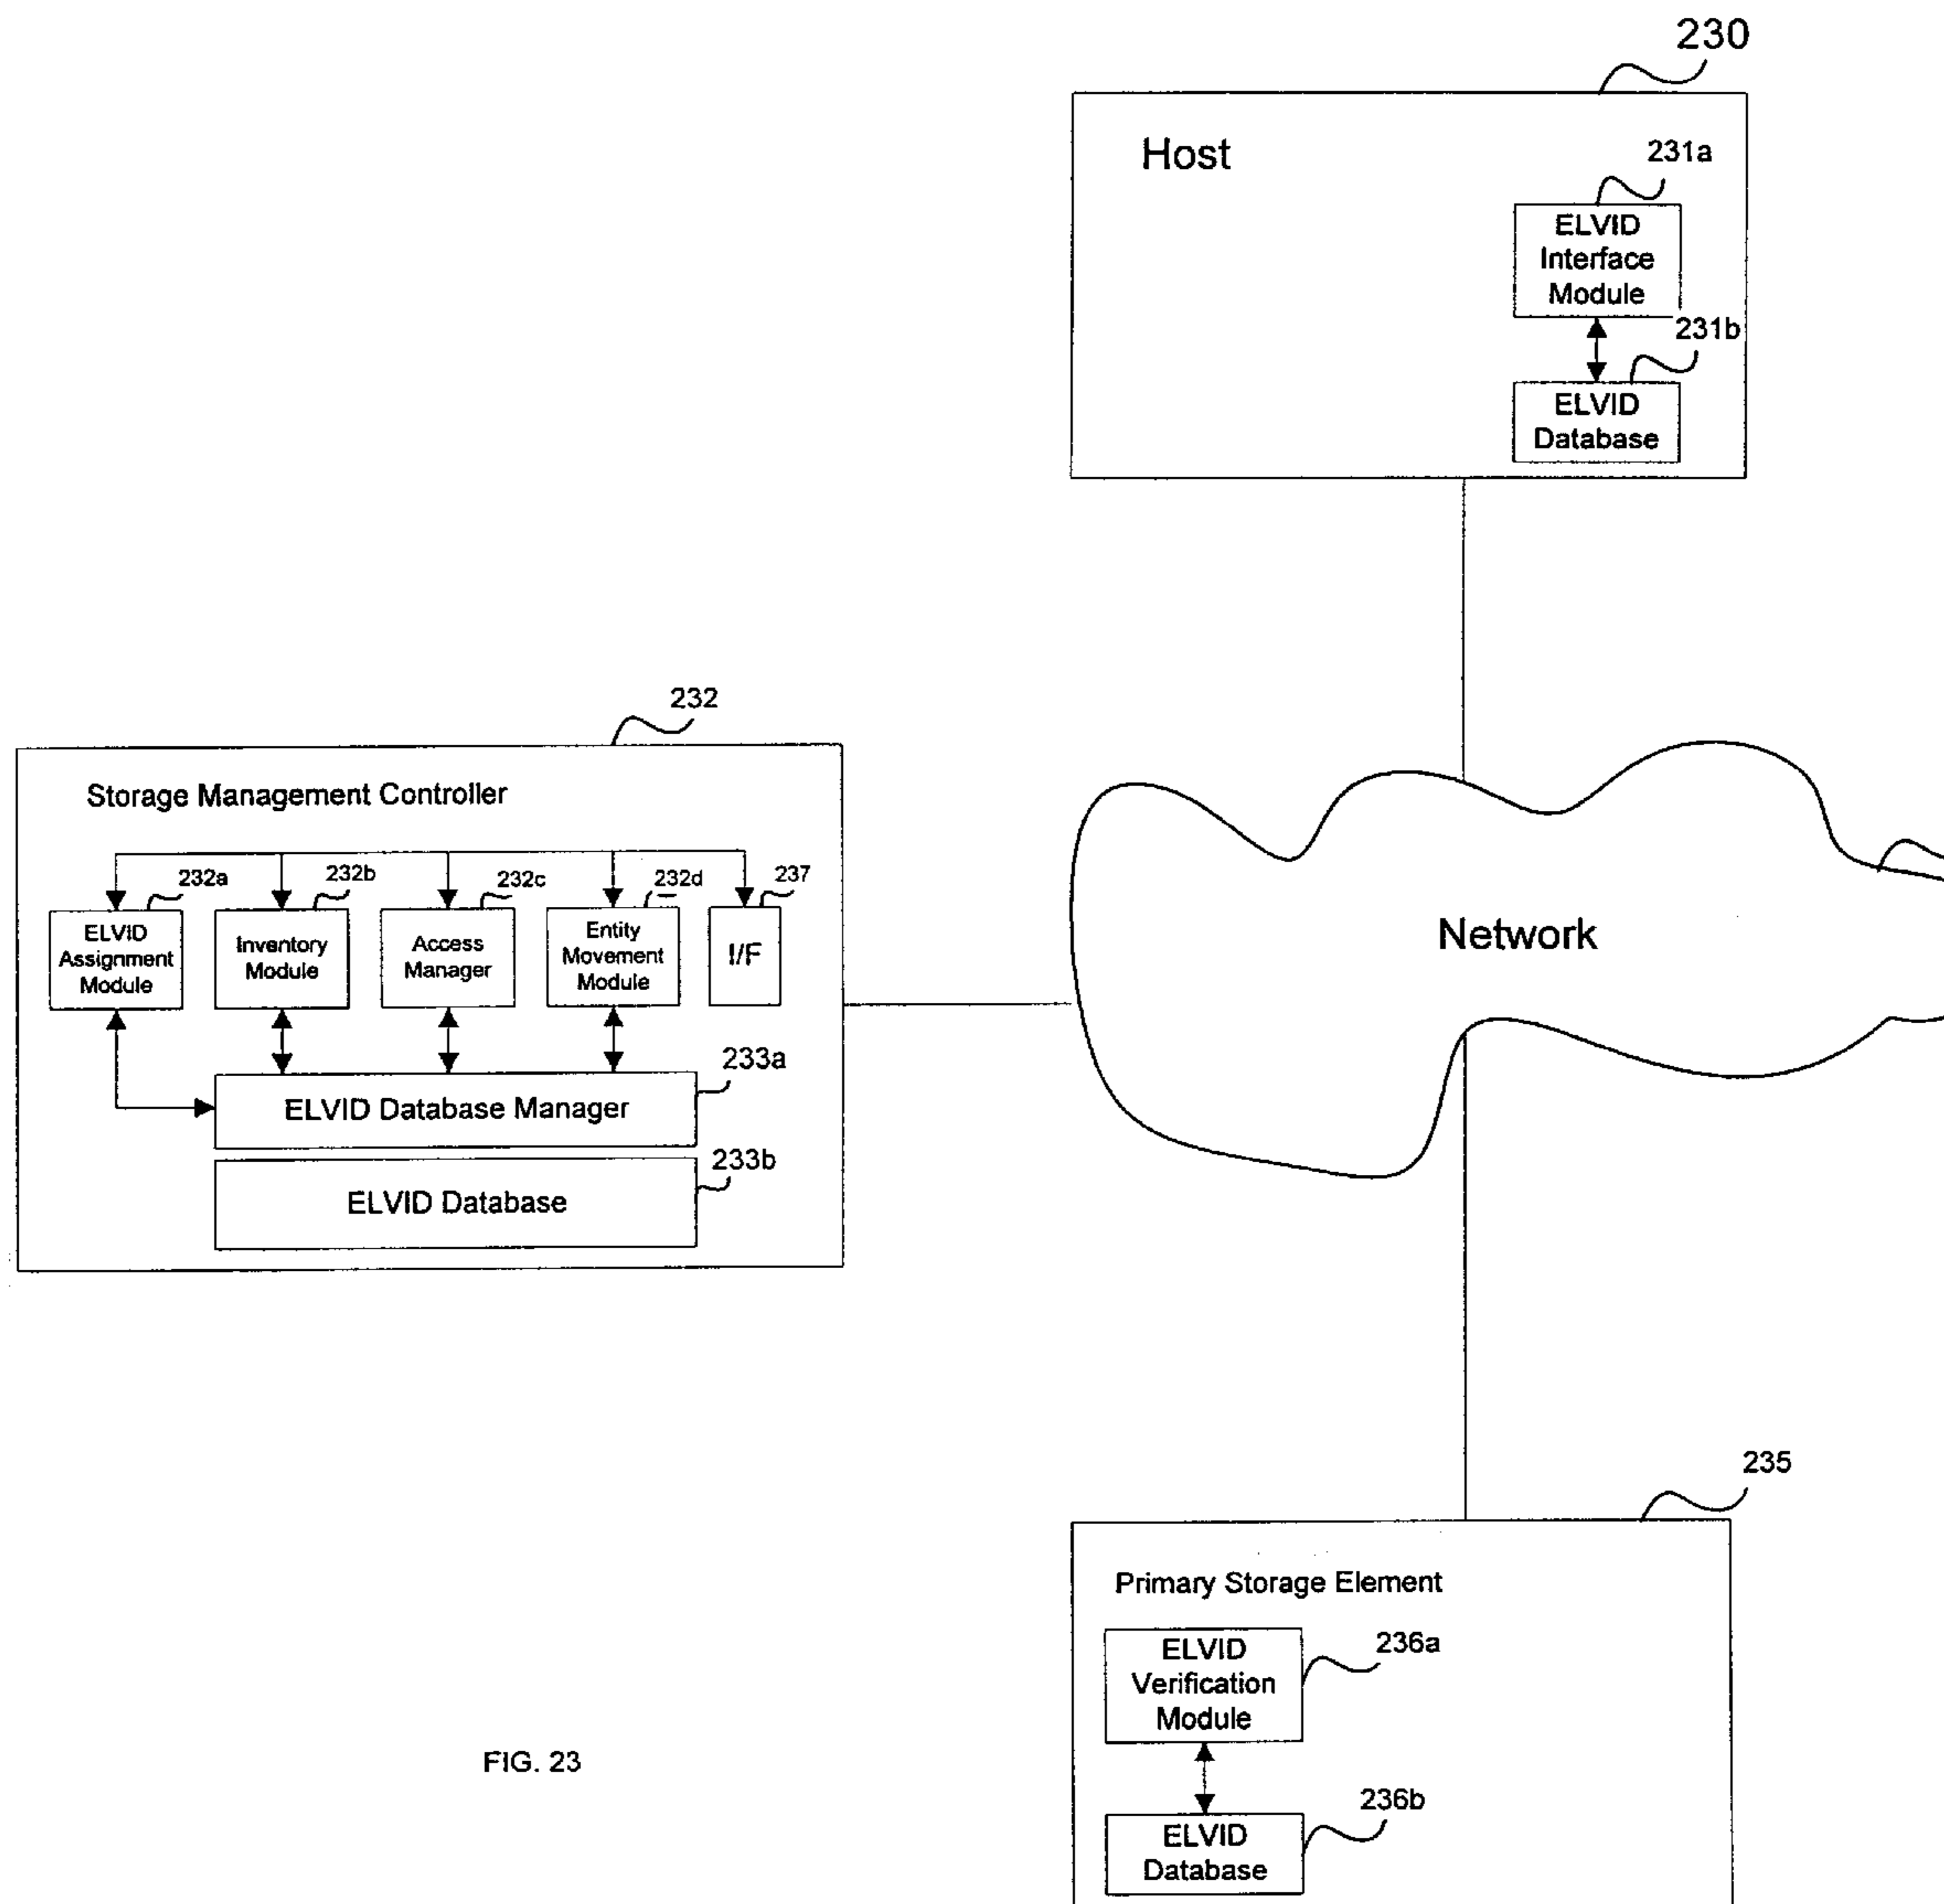 230
Host
231a
ELVID
Interface
Module
231b
ELVID
Database
232
Storage Management Controller
232a
232b
232c
232d
237
ELVID
Assignment
Module
Inventory
Module
Access
Manager
Entity
Movement
Module
I/F
233a
ELVID Database Manager
233b
ELVID Database
Network
235
Primary Storage Element
ELVID
Verification
Module
236a
236b
ELVID
Database
FIG. 23